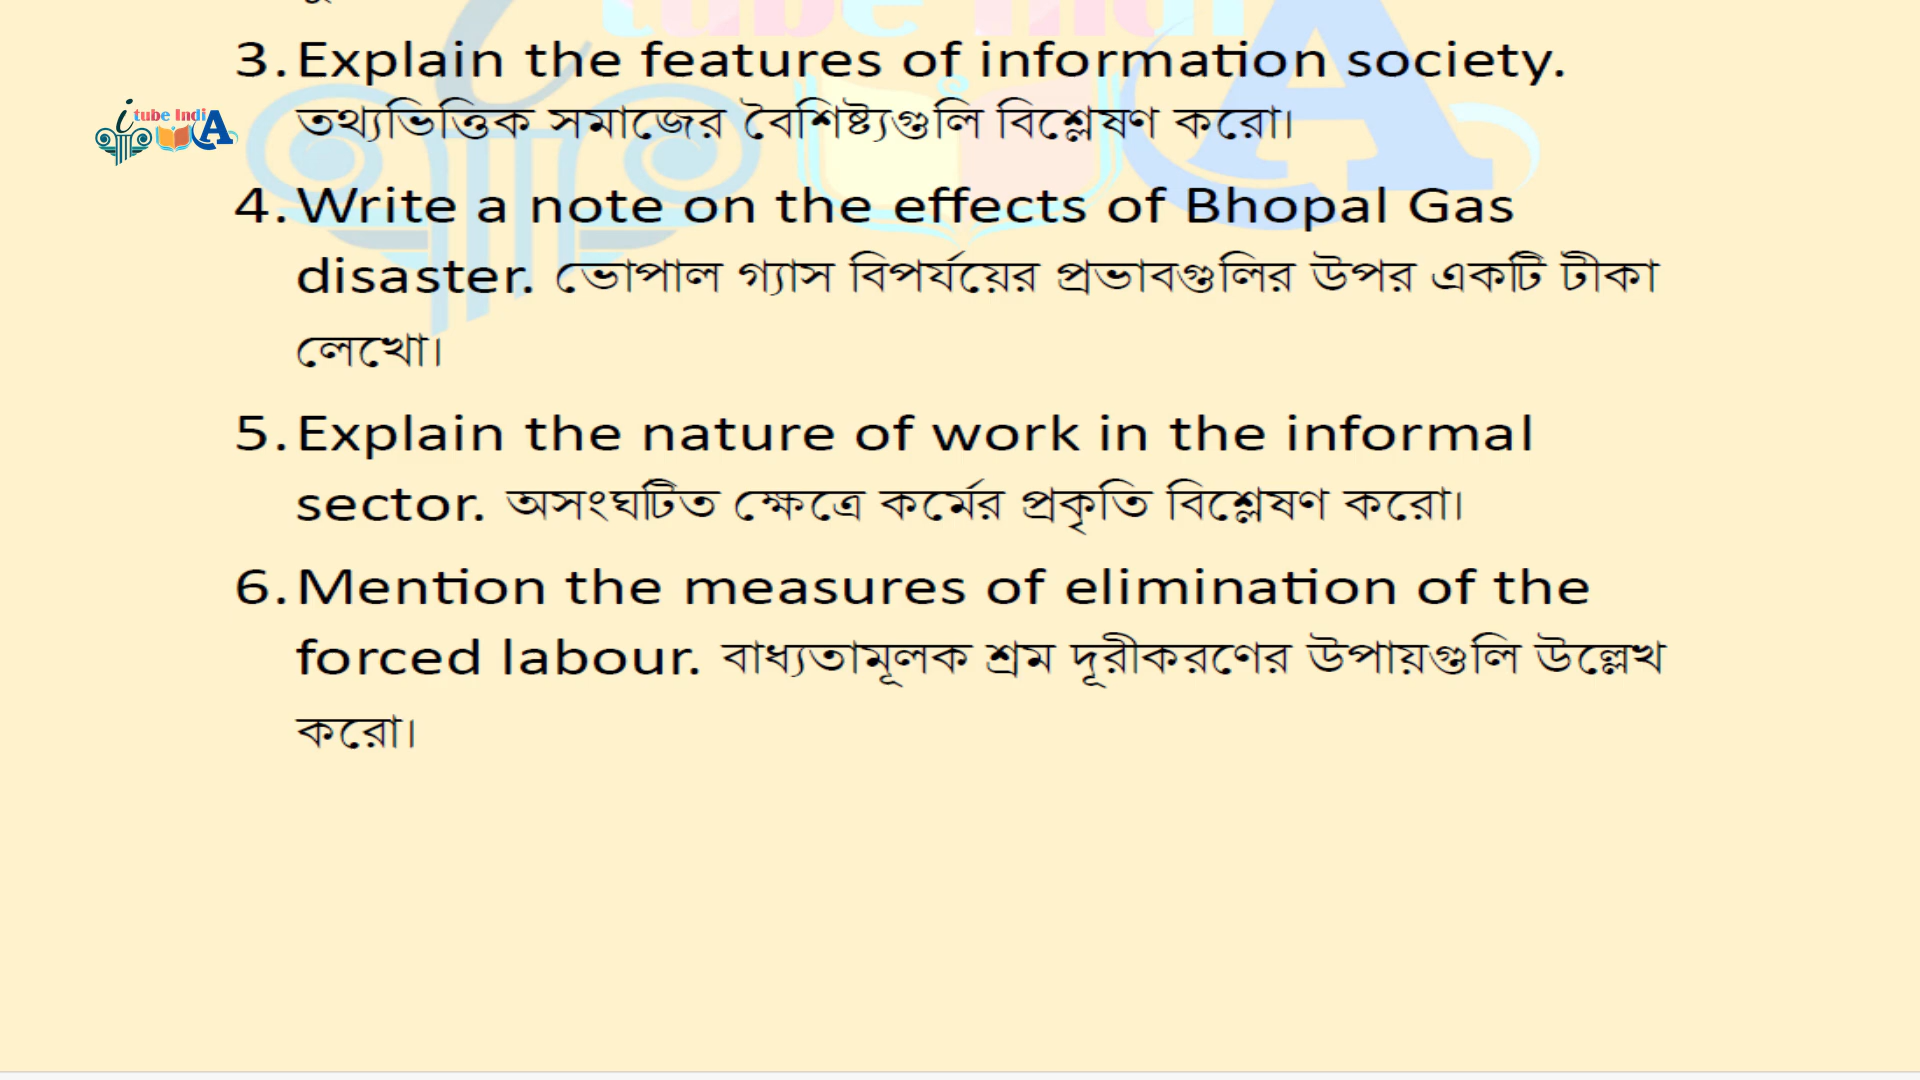 3. Explain the features of information society.
তথ্যভিত্তিক সমাজের বৈশিষ্ট্যগুলি বিশ্লেষণ করো।
i tube IndiA
4. Write a note on the effects of Bhopal Gas
disaster. ভোপাল গ্যাস বিপর্যয়ের প্রভাবগুলির উপর একটি টীকা
লেখো।
5. Explain the nature of work in the informal
sector. অসংঘটিত ক্ষেত্রে কর্মের প্রকৃতি বিশ্লেষণ করো।
6. Mention the measures of elimination of the
forced labour. বাধ্যতামূলক শ্রম দূরীকরণের উপায়গুলি উল্লেখ
করো।